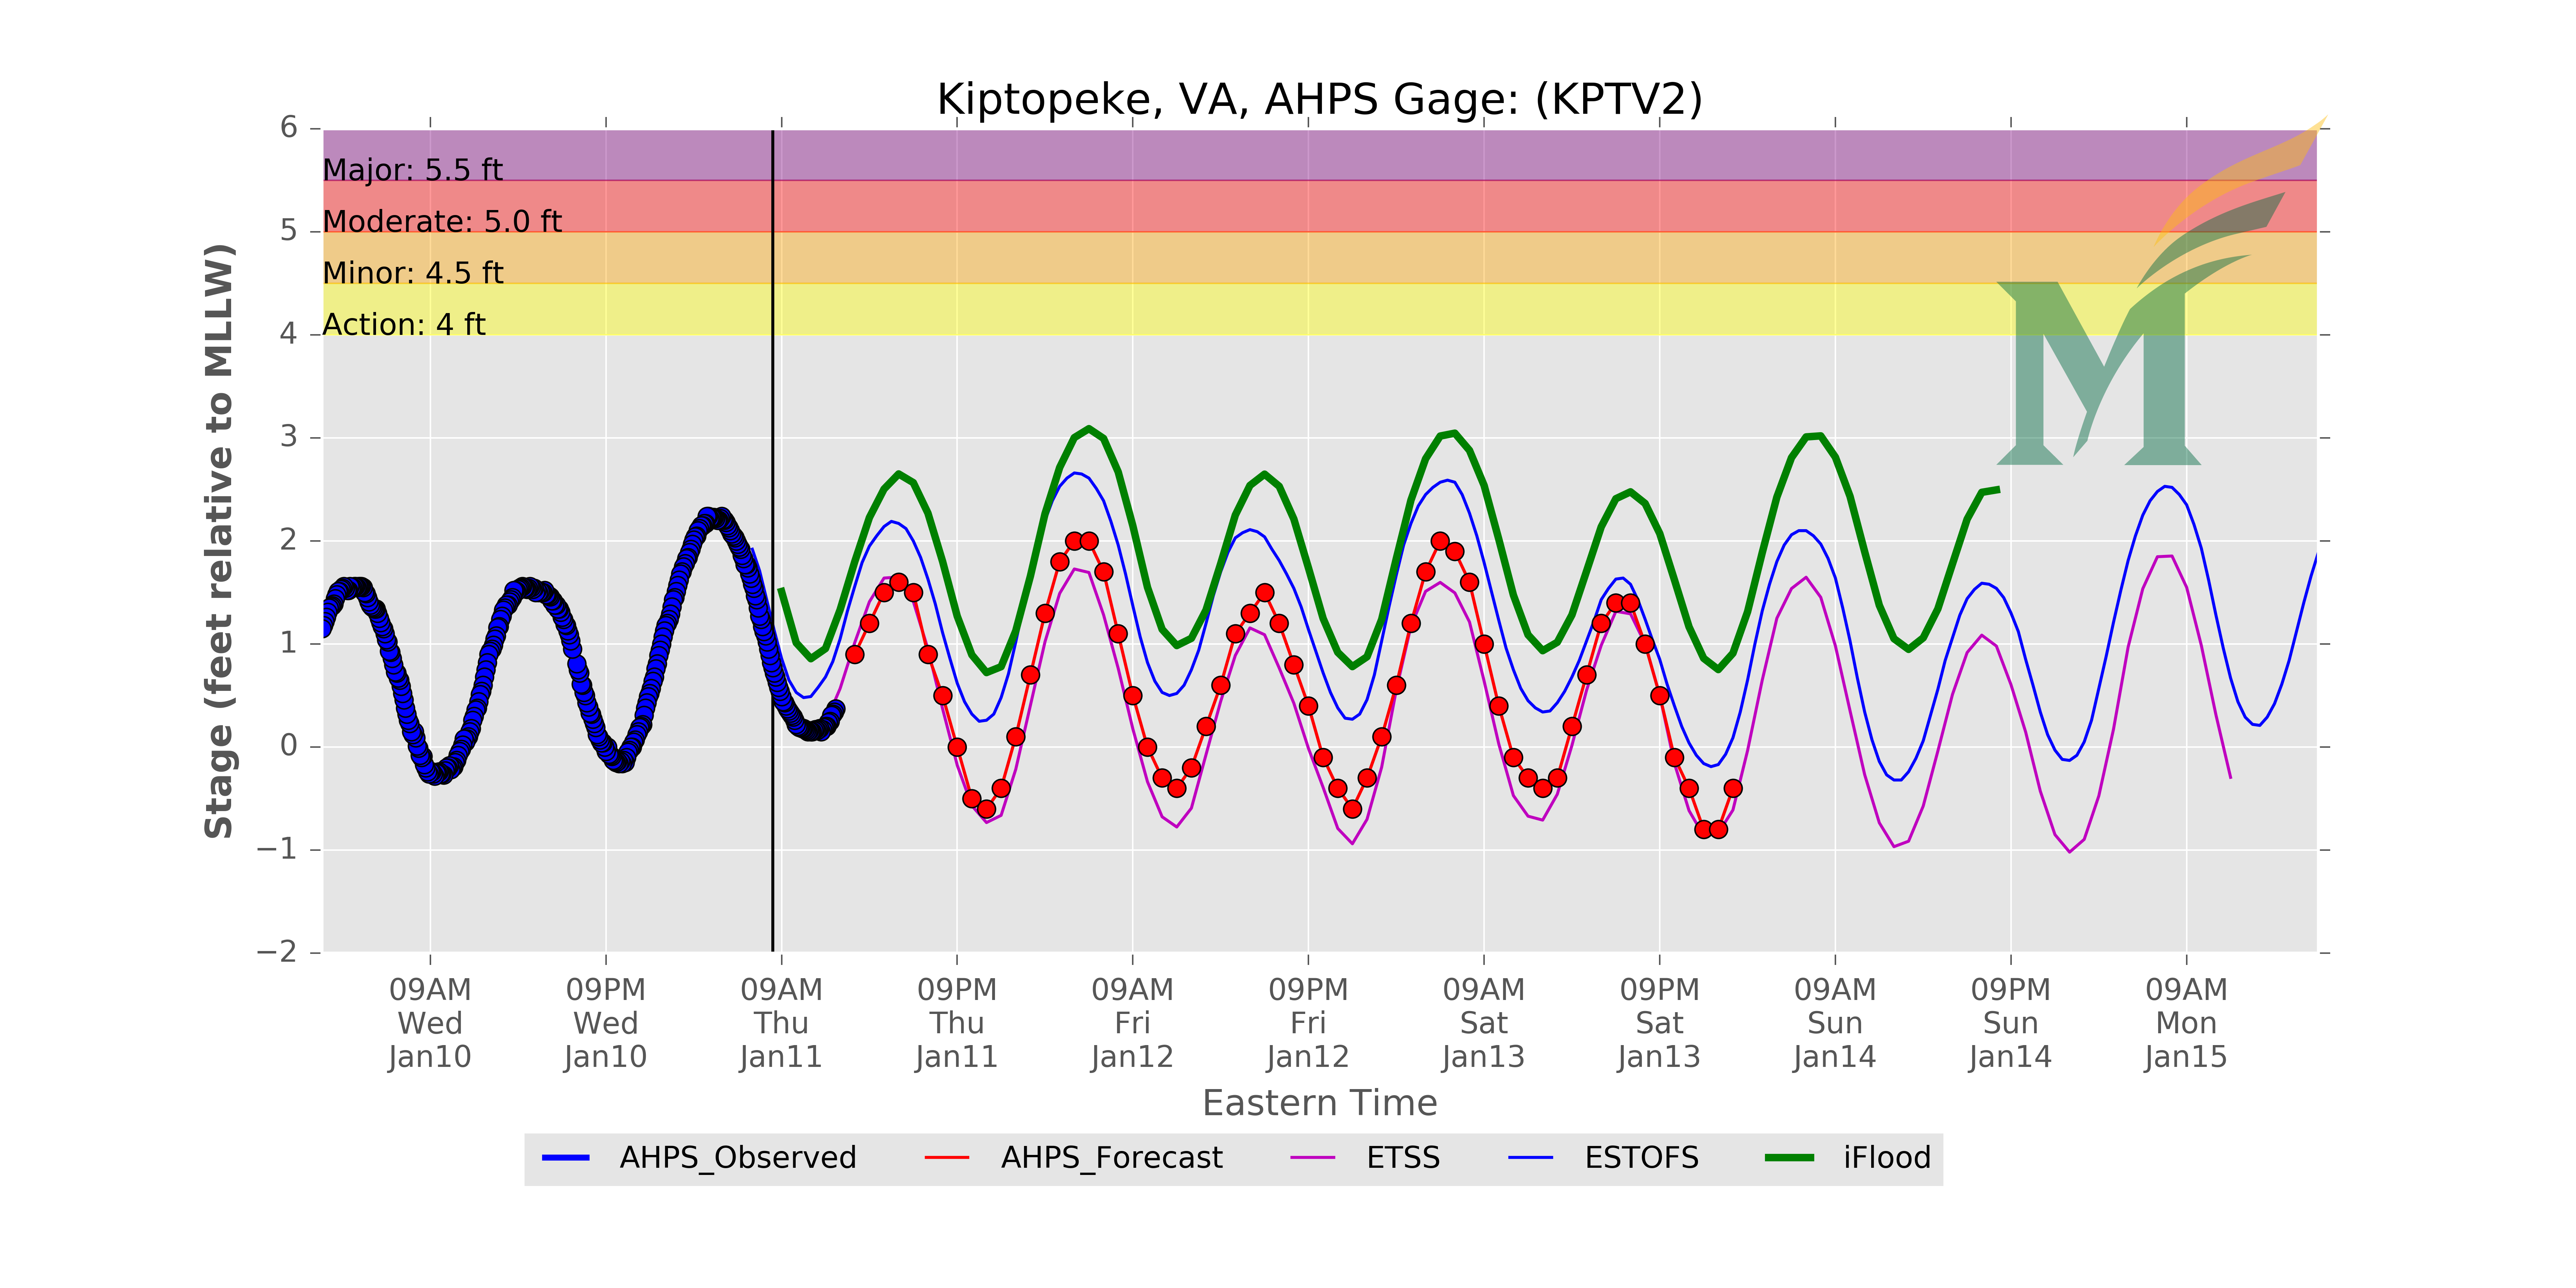 Kiptopeke, VA, AHPS Gage: (KPTV2)
6
5
4
3
2
1
0
−1
−2
Major: 5.5 ft
Moderate: 5.0 ft
Minor: 4.5 ft
Action: 4 ft
Stage (feet relative to MLLW)
09AM 09PM 09AM 09PM 09AM 09PM 09AM 09PM 09AM 09PM 09AM
Wed Wed Thu Thu Fri Fri Sat Sat Sun Sun Mon
Jan10 Jan10 Jan11 Jan11 Jan12 Jan12 Jan13 Jan13 Jan14 Jan14 Jan15
Eastern Time
AHPS_Observed AHPS_Forecast ETSS ESTOFS iFlood
M